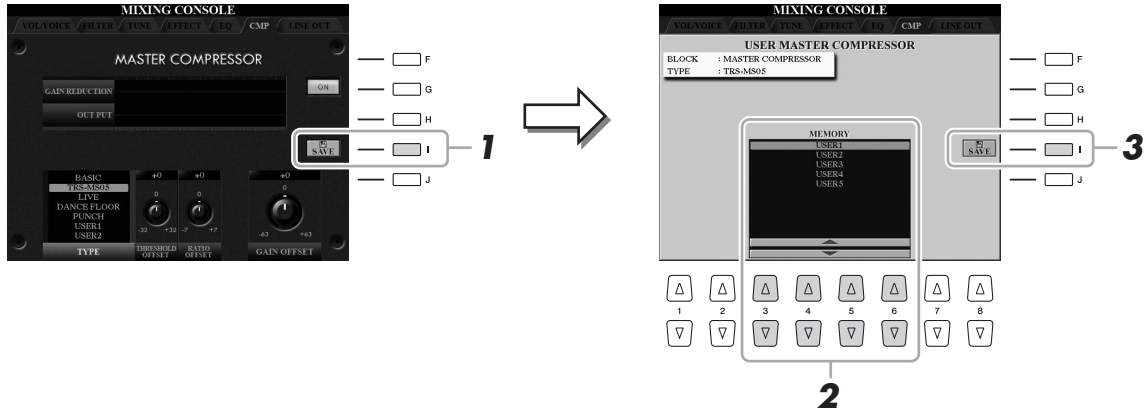 MIXING CONSOLE
VOL/VOICE FILTER TUNE EFFECT EQ CMP LINE OUT
MASTER COMPRESSOR
GAIN REDUCTION
OUT PUT
ON
SAVE
BASIC
TRS-MS05
LIVE
DANCE FLOOR
PUNCH
USER1
USER2
TYPE
+0
0
-32 +32
THRESHOLD OFFSET
+0
0
-7 +7
RATIO OFFSET
+0
0
-63 +63
GAIN OFFSET
F
G
H
I
J
1
MIXING CONSOLE
VOL/VOICE FILTER TUNE EFFECT EQ CMP LINE OUT
USER MASTER COMPRESSOR
BLOCK : MASTER COMPRESSOR
TYPE : TRS-MS05
MEMORY
USER1
USER2
USER3
USER4
USER5
SAVE
F
G
H
I
J
3
1 2 3 4 5 6 7 8
2